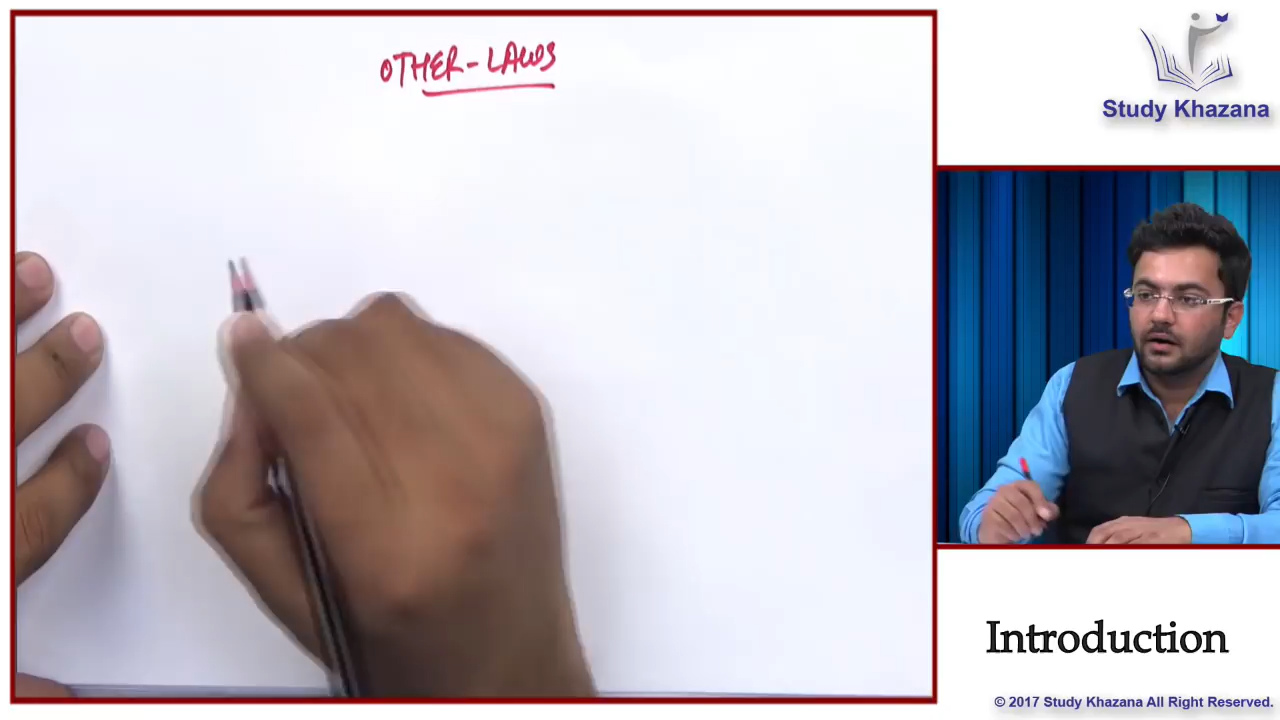 OTHER-LAWS
Study Khazana
Introduction
© 2017 Study Khazana All Right Reserved.